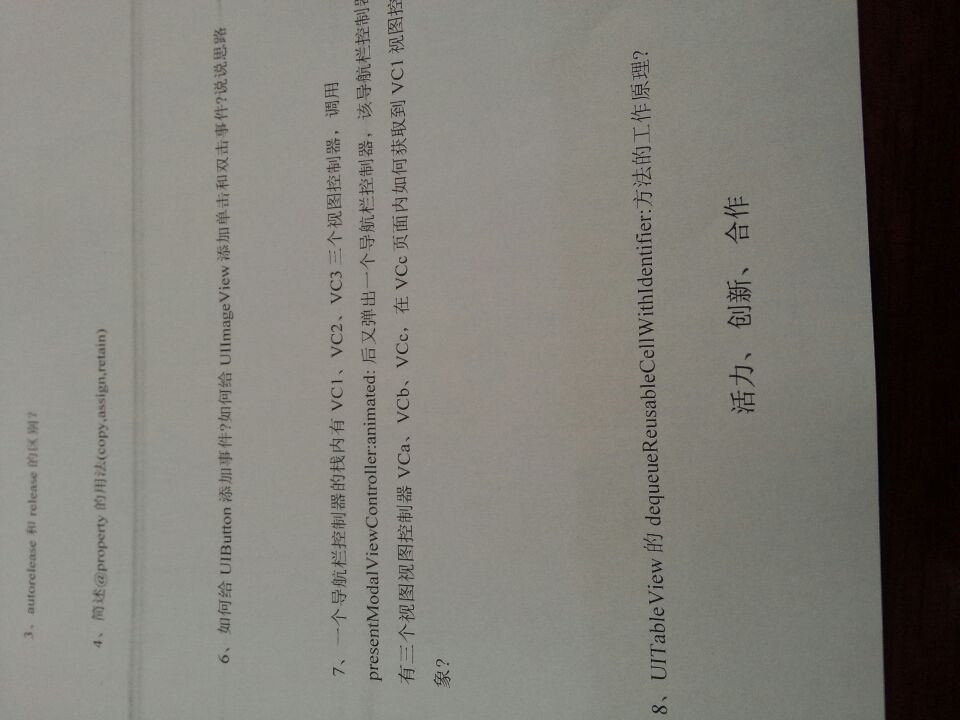 3、autorelease 和 release 的区别?
4、简述@property 的用法(copy,assign,retain)
6、如何给 UIButton 添加事件?如何给 UIImageView 添加单击和双击事件?说说思路
7、一个导航栏控制器的栈内有 VC1、VC2、VC3 三个视图控制器，调用
presentModalViewController:animated: 后又弹出一个导航栏控制器，该导航栏控制器
有三个视图视图控制器 VCa、VCb、VCc，在 VCc 页面内如何获取到 VC1 视图控
象?
8、UITableView 的 dequeueReusableCellWithIdentifier:方法的工作原理?
活力、 创新、 合作